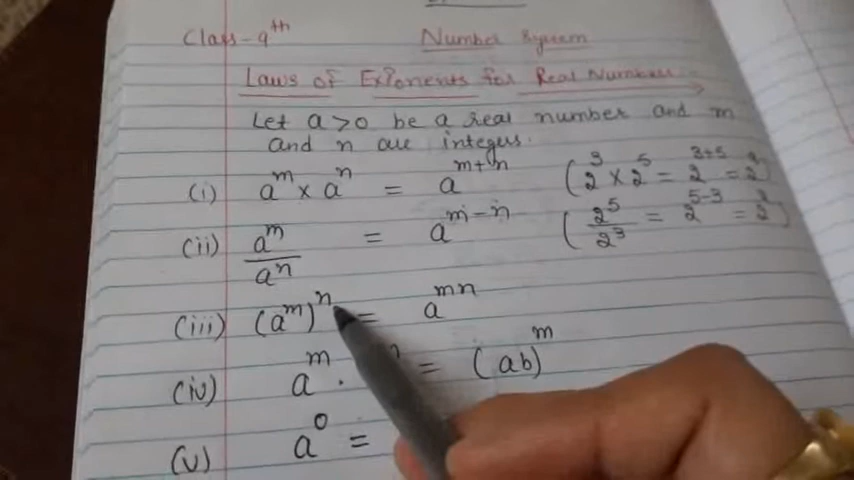 Class - 9th Number System
Laws of Exponents for Real Numbers
Let a > 0 be a real number and m
and n are integers.
(i) a^m × a^n = a^(m+n) (2^3 × 2^5 = 2^(3+5) = 2^8)
(ii) a^m / a^n = a^(m-n) (2^5 / 2^3 = 2^(5-3) = 2^2)
(iii) (a^m)^n = a^(mn)
(iv) a^m · = (ab)^m
(v) a^0 =